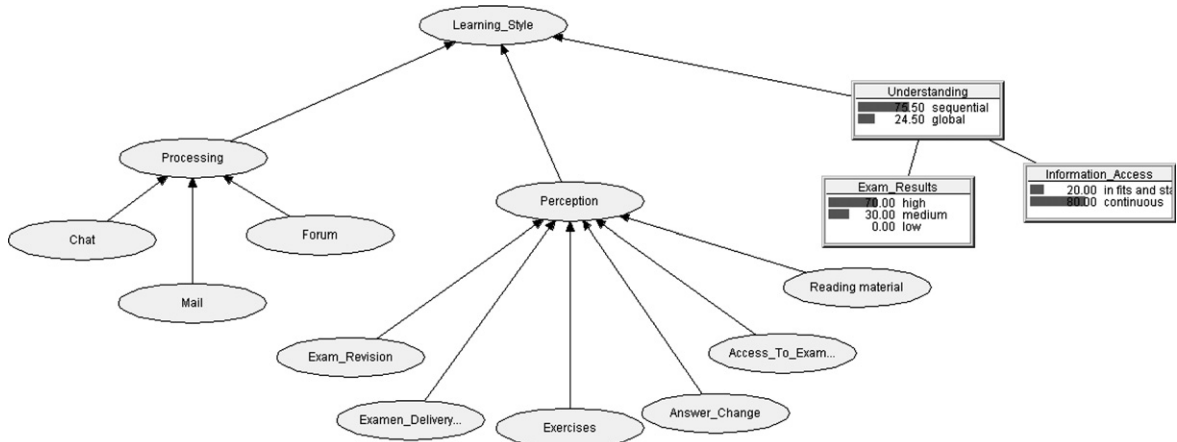 Learning_Style
Understanding
75.50 sequential
24.50 global
Processing
Information_Access
20.00 in fits and sta
80.00 continuous
Exam_Results
70.00 high
30.00 medium
0.00 low
Perception
Chat
Forum
Mail
Reading material
Exam_Revision
Access_To_Exam...
Examen_Delivery...
Exercises
Answer_Change